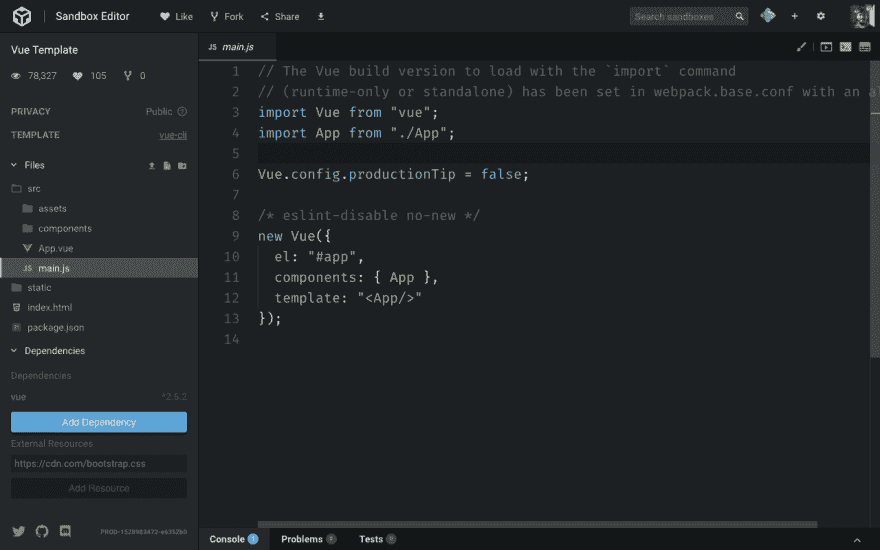 Sandbox Editor
Like
Fork
Share
Search sandboxes
Vue Template
78,327
105
0
PRIVACY
Public
TEMPLATE
vue-cli
Files
src
assets
components
App.vue
JS main.js
static
index.html
package.json
Dependencies
Dependencies
vue
^2.5.2
Add Dependency
External Resources
https://cdn.com/bootstrap.css
Add Resource
PROD-1528983472-e6352b0
JS main.js
1 // The Vue build version to load with the `import` command
2 // (runtime-only or standalone) has been set in webpack.base.conf with an al
3 import Vue from "vue";
4 import App from "./App";
5
6 Vue.config.productionTip = false;
7
8 /* eslint-disable no-new */
9 new Vue({
10 el: "#app",
11 components: { App },
12 template: "<App/>"
13 });
14
Console 1
Problems 0
Tests 0